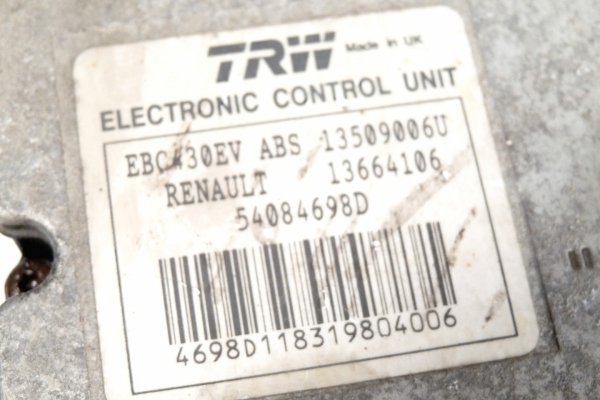 TRW Made in UK
ELECTRONIC CONTROL UNIT
EBC430EV ABS 13509006U
RENAULT 13664106
54084698D
4698D118319804006